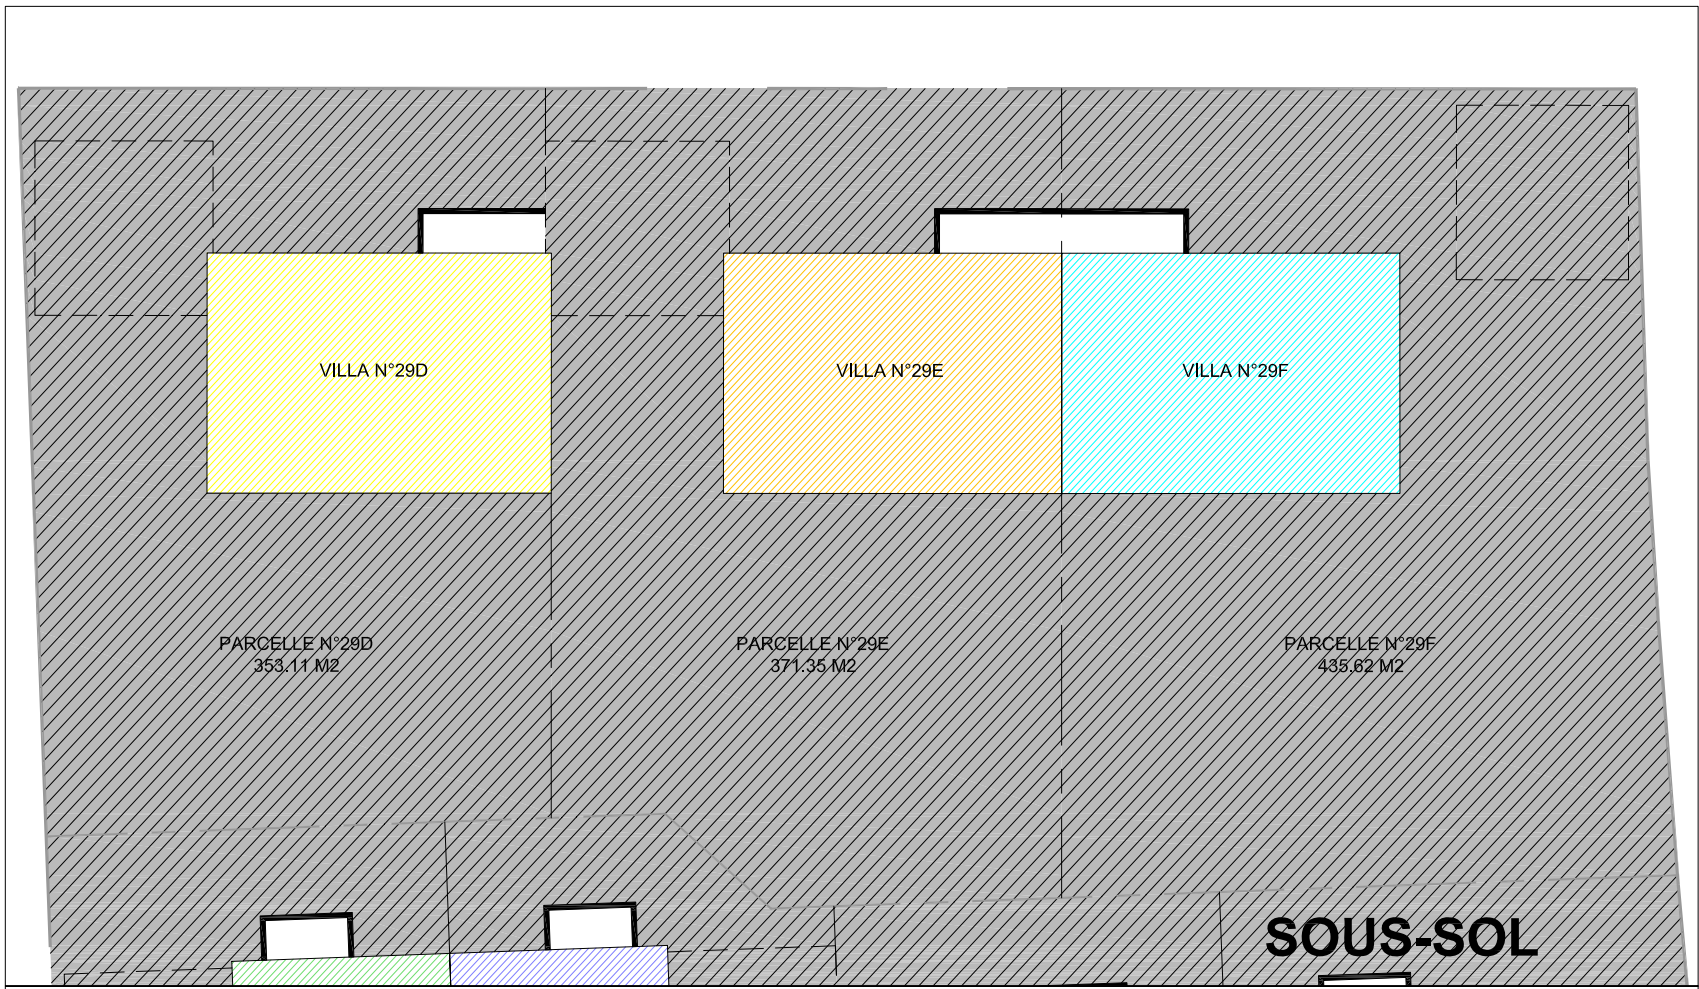 VILLA N°29D
VILLA N°29E
VILLA N°29F
PARCELLE N°29D
353.11 M2
PARCELLE N°29E
371.35 M2
PARCELLE N°29F
435.62 M2
SOUS-SOL